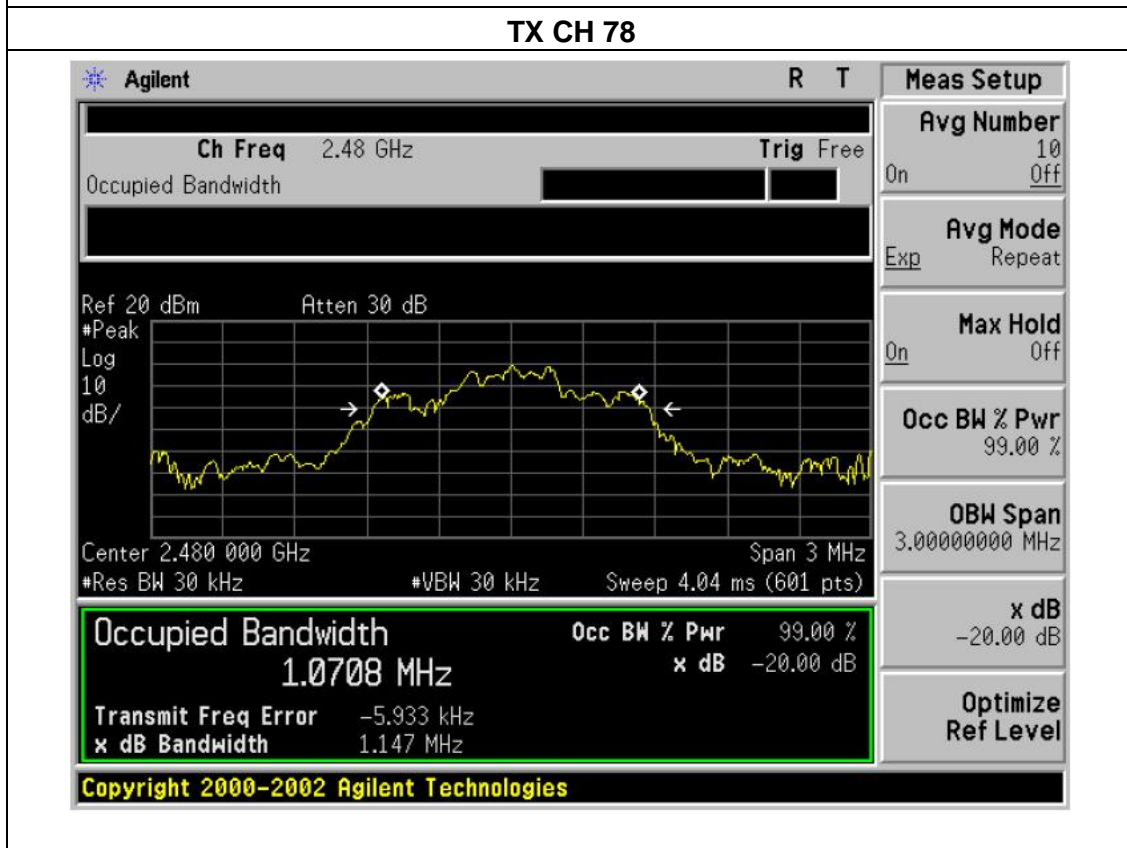 TX CH 78
Agilent R T
Ch Freq 2.48 GHz Trig Free
Occupied Bandwidth
Ref 20 dBm Atten 30 dB
#Peak
Log
10
dB/
Center 2.480 000 GHz Span 3 MHz
#Res BW 30 kHz #VBW 30 kHz Sweep 4.04 ms (601 pts)
Occupied Bandwidth Occ BW % Pwr 99.00 %
1.0708 MHz x dB -20.00 dB
Transmit Freq Error -5.933 kHz
x dB Bandwidth 1.147 MHz
Copyright 2000-2002 Agilent Technologies
Meas Setup
Avg Number
10
On Off
Avg Mode
Exp Repeat
Max Hold
On Off
Occ BW % Pwr
99.00 %
OBW Span
3.00000000 MHz
x dB
-20.00 dB
Optimize
Ref Level